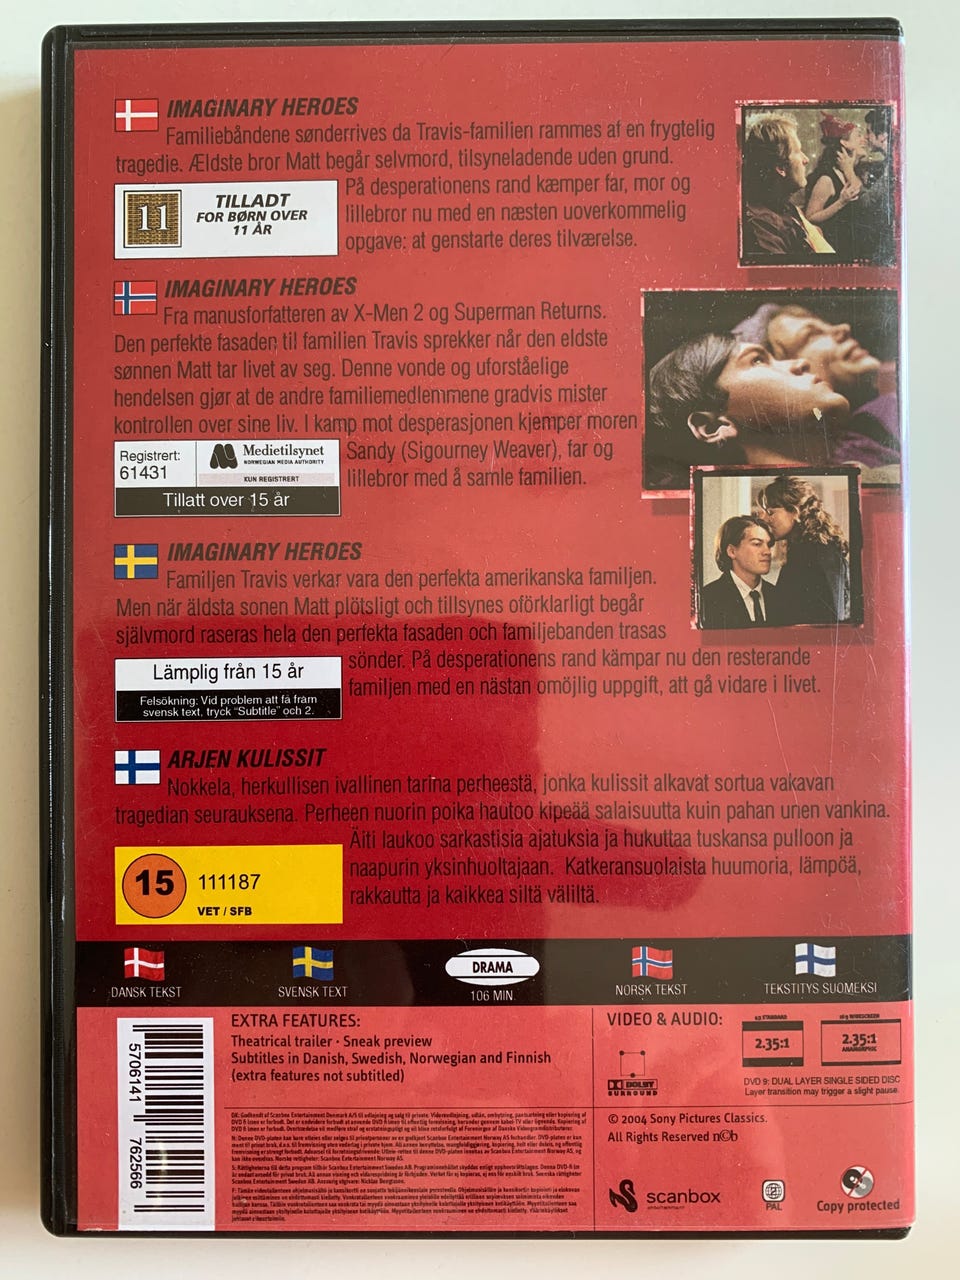 IMAGINARY HEROES
Familiebåndene sønderrives da Travis-familien rammes af en frygtelig
tragedie. Ældste bror Matt begår selvmord, tilsyneladende uden grund.
På desperationens rand kæmper far, mor og
lillebror nu med en næsten uoverkommelig
opgave: at genstarte deres tilværelse.
11
TILLADT
FOR BØRN OVER
11 ÅR
IMAGINARY HEROES
Fra manusforfatteren av X-Men 2 og Superman Returns.
Den perfekte fasaden til familien Travis sprekker når den eldste
sønnen Matt tar livet av seg. Denne vonde og uforståelige
hendelsen gjør at de andre familiemedlemmene gradvis mister
kontrollen over sine liv. I kamp mot desperasjonen kjemper moren
Sandy (Sigourney Weaver), far og
lillebror med å samle familien.
Registrert:
61431
Medietilsynet
NORWEGIAN MEDIA AUTHORITY
KUN REGISTRERT
Tillatt over 15 år
IMAGINARY HEROES
Familjen Travis verkar vara den perfekta amerikanska familjen.
Men när äldsta sonen Matt plötsligt och tillsynes oförklarligt begår
självmord raseras hela den perfekta fasaden och familjebanden trasas
sönder. På desperationens rand kämpar nu den resterande
familjen med en nästan omöjlig uppgift, att gå vidare i livet.
Lämplig från 15 år
Felsökning: Vid problem att få fram
svensk text, tryck "Subtitle" och 2.
ARJEN KULISSIT
Nokkela, herkullisen ivallinen tarina perheestä, jonka kulissit alkavat sortua vakavan
tragedian seurauksena. Perheen nuorin poika hautoo kipeää salaisuutta kuin pahan unen vankina.
Äiti laukoo sarkastisia ajatuksia ja hukuttaa tuskansa pulloon ja
naapurin yksinhuoltajaan. Katkeransuolaista huumoria, lämpöä,
rakkautta ja kaikkea siltä väliltä.
15
111187
VET / SFB
DANSK TEKST
SVENSK TEXT
DRAMA
106 MIN.
NORSK TEKST
TEKSTITYS SUOMEKSI
5706141 762566
EXTRA FEATURES:
Theatrical trailer · Sneak preview
Subtitles in Danish, Swedish, Norwegian and Finnish
(extra features not subtitled)
VIDEO & AUDIO:
DOLBY
SURROUND
4:3 STANDARD
2.35:1
16:9 WIDESCREEN
2.35:1
ANAMORPHIC
DVD 9: DUAL LAYER SINGLE SIDED DISC
Layer transition may trigger a slight pause.
© 2004 Sony Pictures Classics.
All Rights Reserved n©b
scanbox
entertainment
PAL
Copy protected